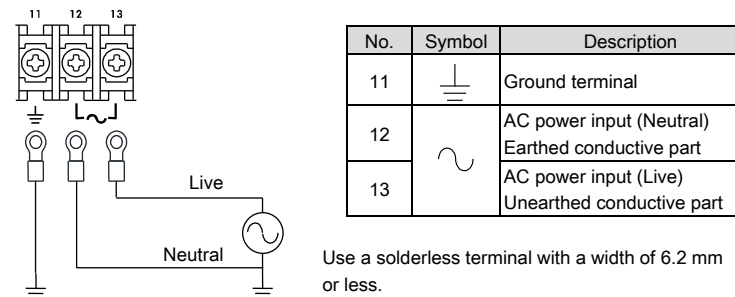 11 12 13
Live
Neutral
No. Symbol Description
11 Ground terminal
12 AC power input (Neutral)
Earthed conductive part
13 AC power input (Live)
Unearthed conductive part
Use a solderless terminal with a width of 6.2 mm
or less.